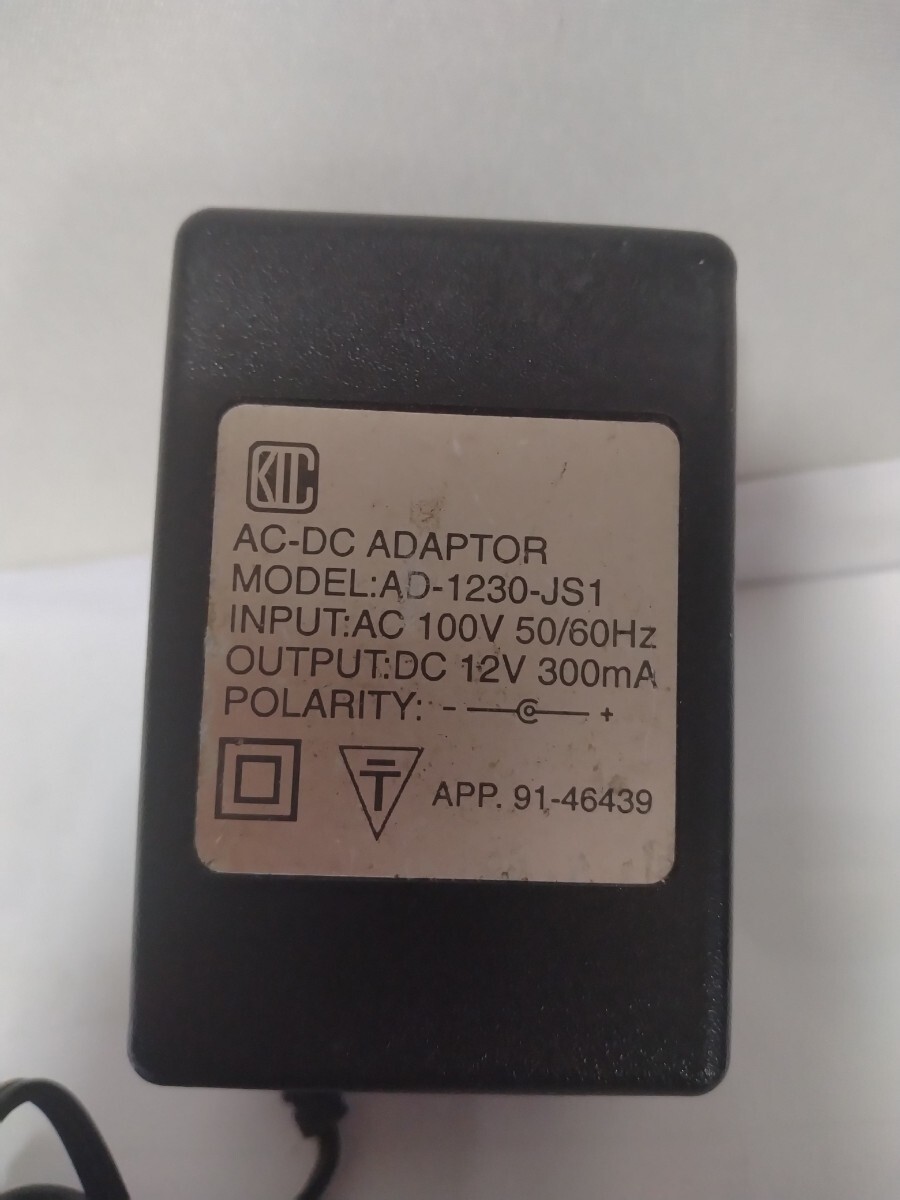 KTC
AC-DC ADAPTOR
MODEL:AD-1230-JS1
INPUT:AC 100V 50/60Hz
OUTPUT:DC 12V 300mA
POLARITY: - +
T APP. 91-46439